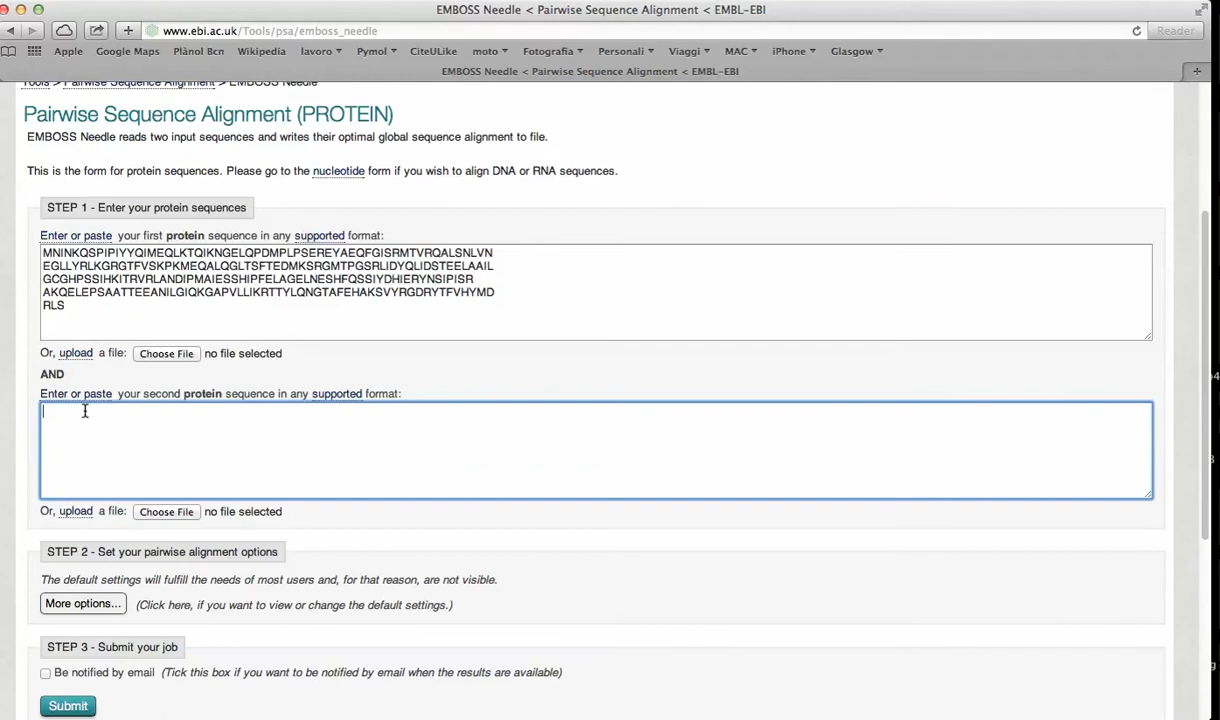 EMBOSS Needle < Pairwise Sequence Alignment < EMBL-EBI
www.ebi.ac.uk/Tools/psa/emboss_needle
Reader
Apple Google Maps Plànol Bcn Wikipedia lavoro Pymol CiteULike moto Fotografia Personali Viaggi MAC iPhone Glasgow
EMBOSS Needle < Pairwise Sequence Alignment < EMBL-EBI
Tools > Pairwise Sequence Alignment > EMBOSS Needle
Pairwise Sequence Alignment (PROTEIN)
EMBOSS Needle reads two input sequences and writes their optimal global sequence alignment to file.
This is the form for protein sequences. Please go to the nucleotide form if you wish to align DNA or RNA sequences.
STEP 1 - Enter your protein sequences
Enter or paste your first protein sequence in any supported format:
MNINKQSPIPIYYQIMEQLKTQIKNGELQPDMPLPSEREYAEQFGISRMTVRQALSNLVN
EGLLYRLKGRGTFVSKPKMEQALQGLTSFTEDMKSRGMTPGSRLIDYQLIDSTEELAAIL
GCGHPSSIHKITRVRLANDIPMAIESSHIPFELAGELNESHFQSSIYDHIERYNSIPISR
AKQELEPSAATTEEANILGIQKGAPVLLIKRTTYLQNGTAFEHAKSVYRGDRYTFVHYMD
RLS
Or, upload a file: Choose File no file selected
AND
Enter or paste your second protein sequence in any supported format:
Or, upload a file: Choose File no file selected
STEP 2 - Set your pairwise alignment options
The default settings will fulfill the needs of most users and, for that reason, are not visible.
More options... (Click here, if you want to view or change the default settings.)
STEP 3 - Submit your job
Be notified by email (Tick this box if you want to be notified by email when the results are available)
Submit